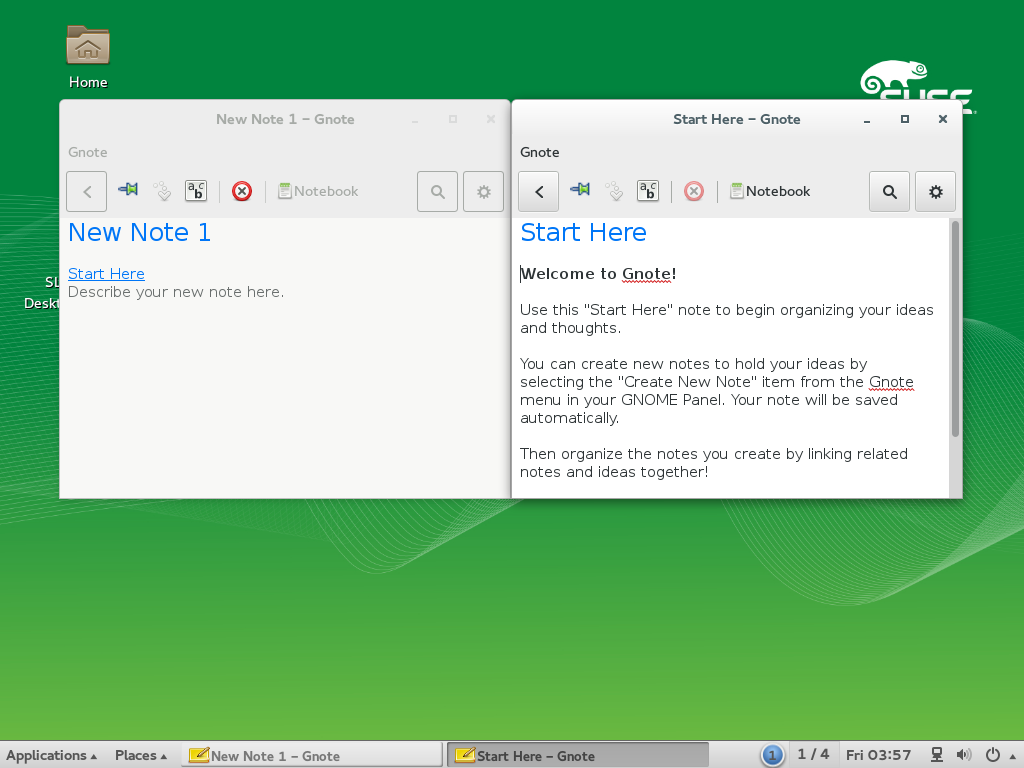 Home
SUSE
New Note 1 – Gnote
Gnote
a c
b
Notebook
New Note 1
Start Here
Describe your new note here.
Start Here – Gnote
Gnote
a c
b
Notebook
Start Here
Welcome to Gnote!
Use this "Start Here" note to begin organizing your ideas
and thoughts.
You can create new notes to hold your ideas by
selecting the "Create New Note" item from the Gnote
menu in your GNOME Panel. Your note will be saved
automatically.
Then organize the notes you create by linking related
notes and ideas together!
SL
Deskt
Applications
Places
New Note 1 – Gnote
Start Here – Gnote
1
1 / 4
Fri 03:57